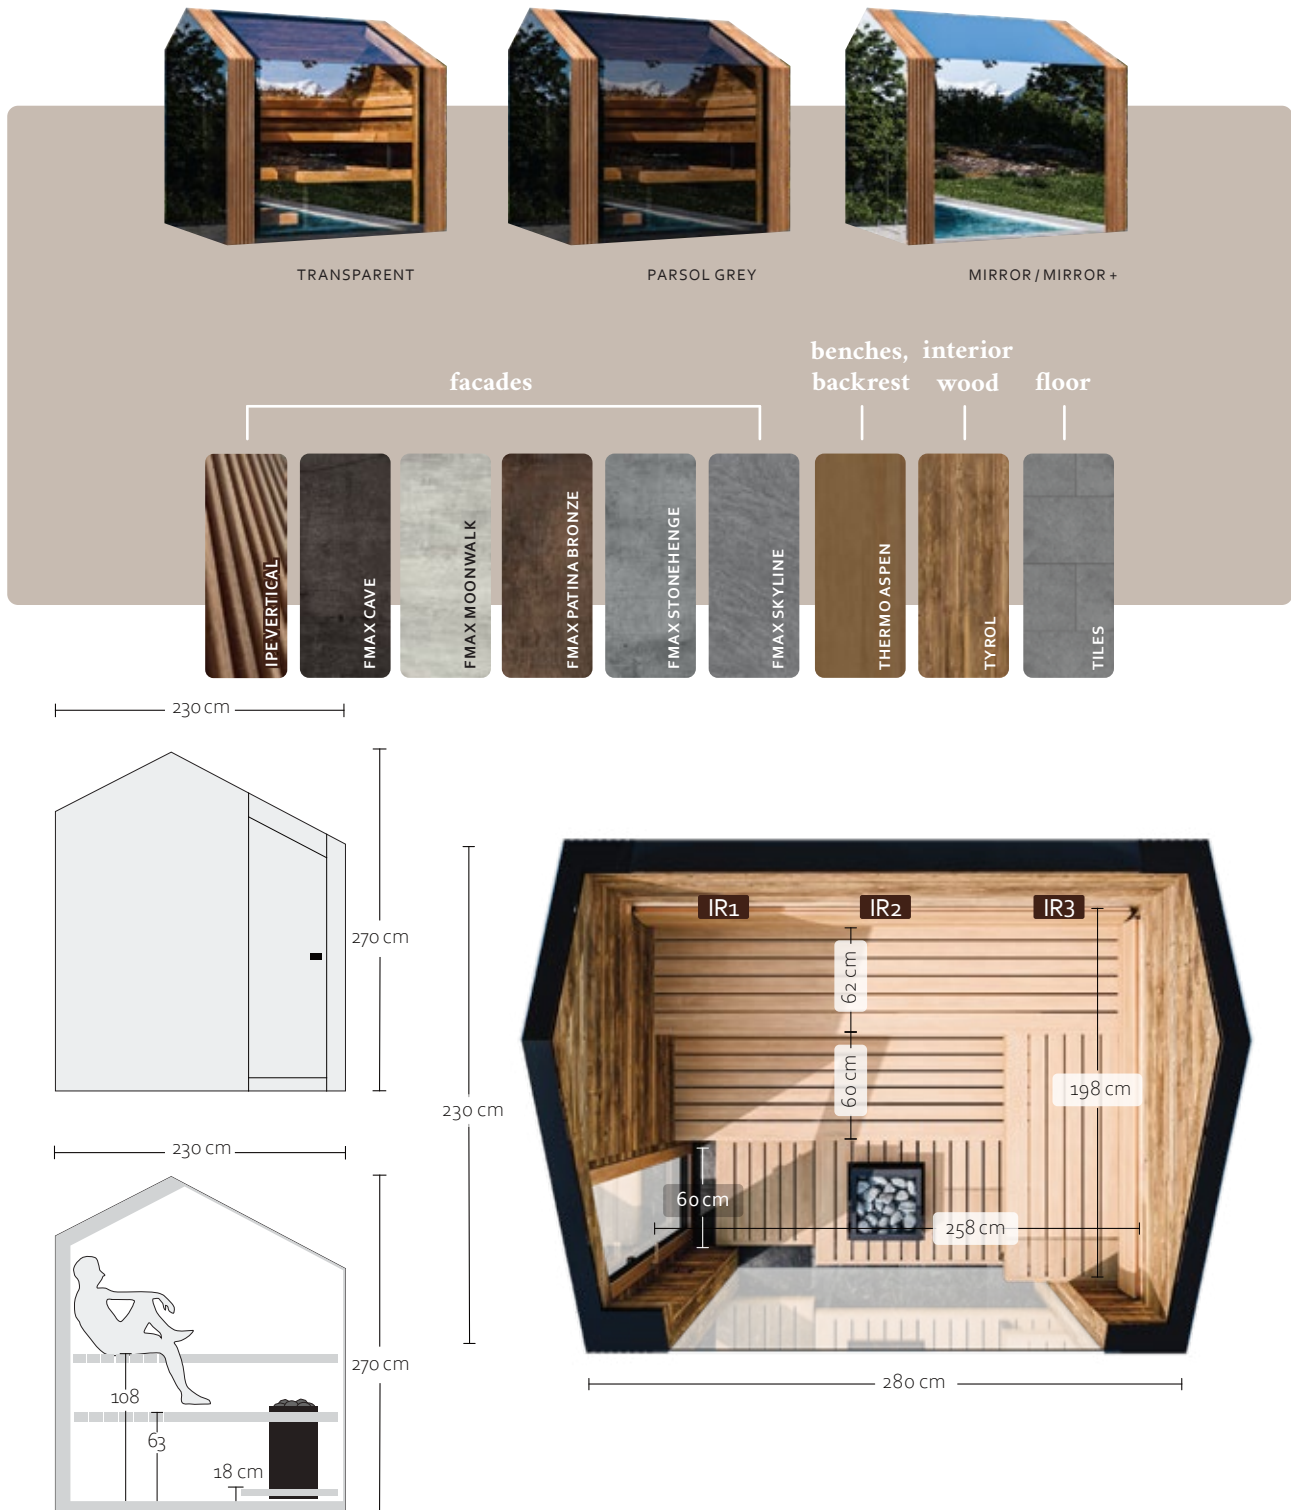 TRANSPARENT
PARSOL GREY
MIRROR / MIRROR +
facades
benches,
backrest
interior
wood
floor
IPE VERTICAL
FMAX CAVE
FMAX MOONWALK
FMAX PATINA BRONZE
FMAX STONEHENGE
FMAX SKYLINE
THERMO ASPEN
TYROL
TILES
230 cm
270 cm
230 cm
IR1
IR2
IR3
62 cm
60 cm
198 cm
60 cm
258 cm
280 cm
230 cm
270 cm
108
63
18 cm